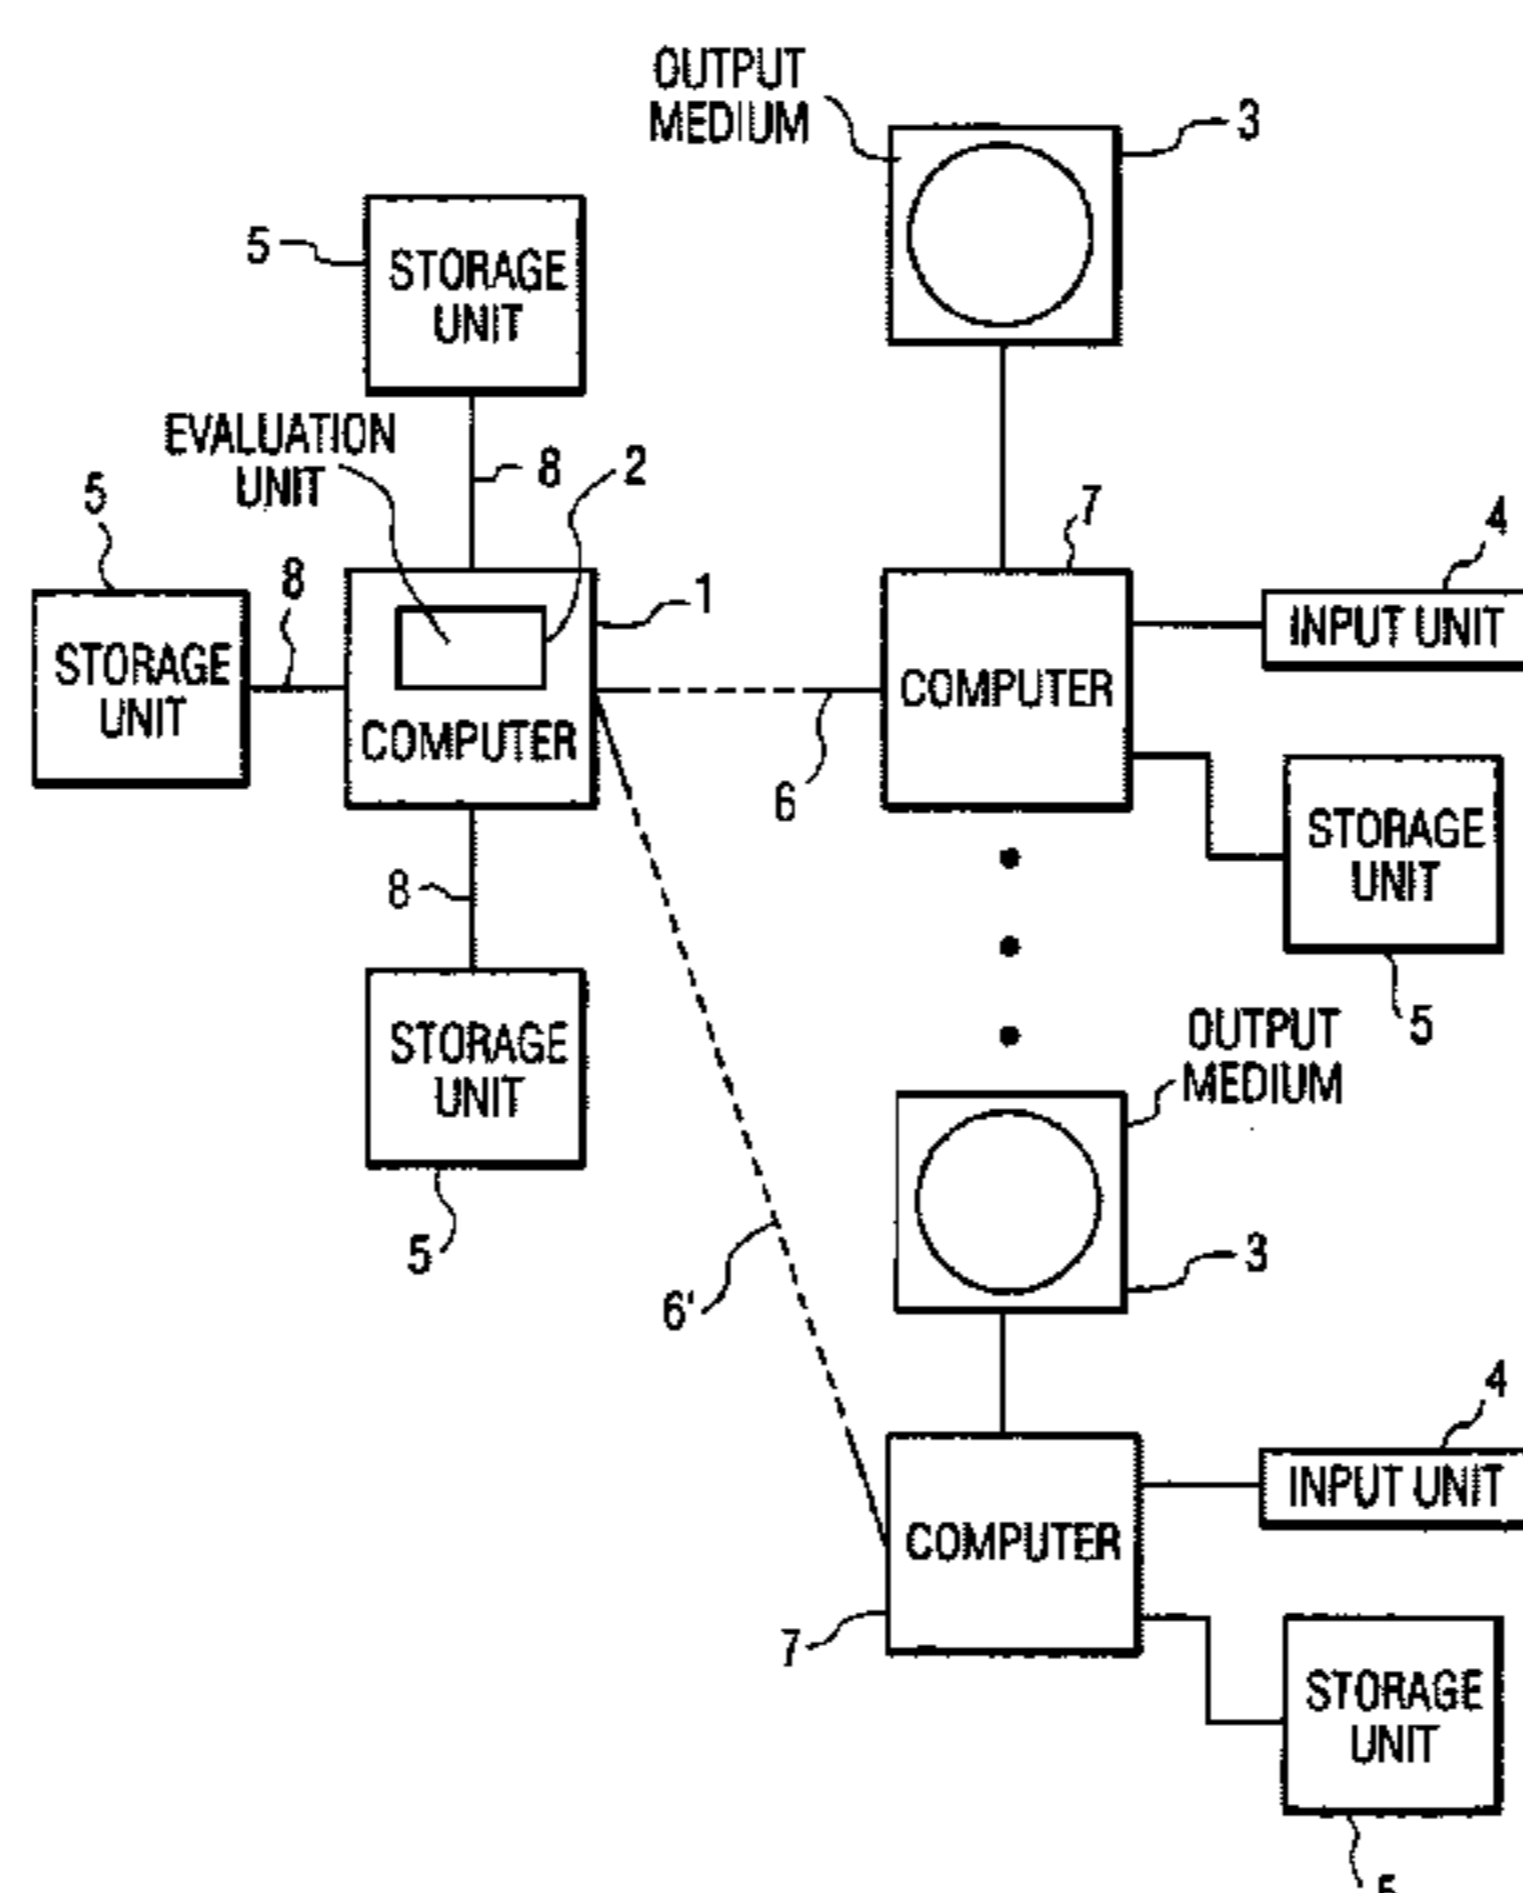 OUTPUT
MEDIUM
3
5
STORAGE
UNIT
EVALUATION
UNIT
8
2
5
8
1
7
4
STORAGE
UNIT
COMPUTER
COMPUTER
INPUT UNIT
6
STORAGE
UNIT
8
5
STORAGE
UNIT
OUTPUT
MEDIUM
5
6'
3
4
COMPUTER
INPUT UNIT
7
STORAGE
UNIT
5